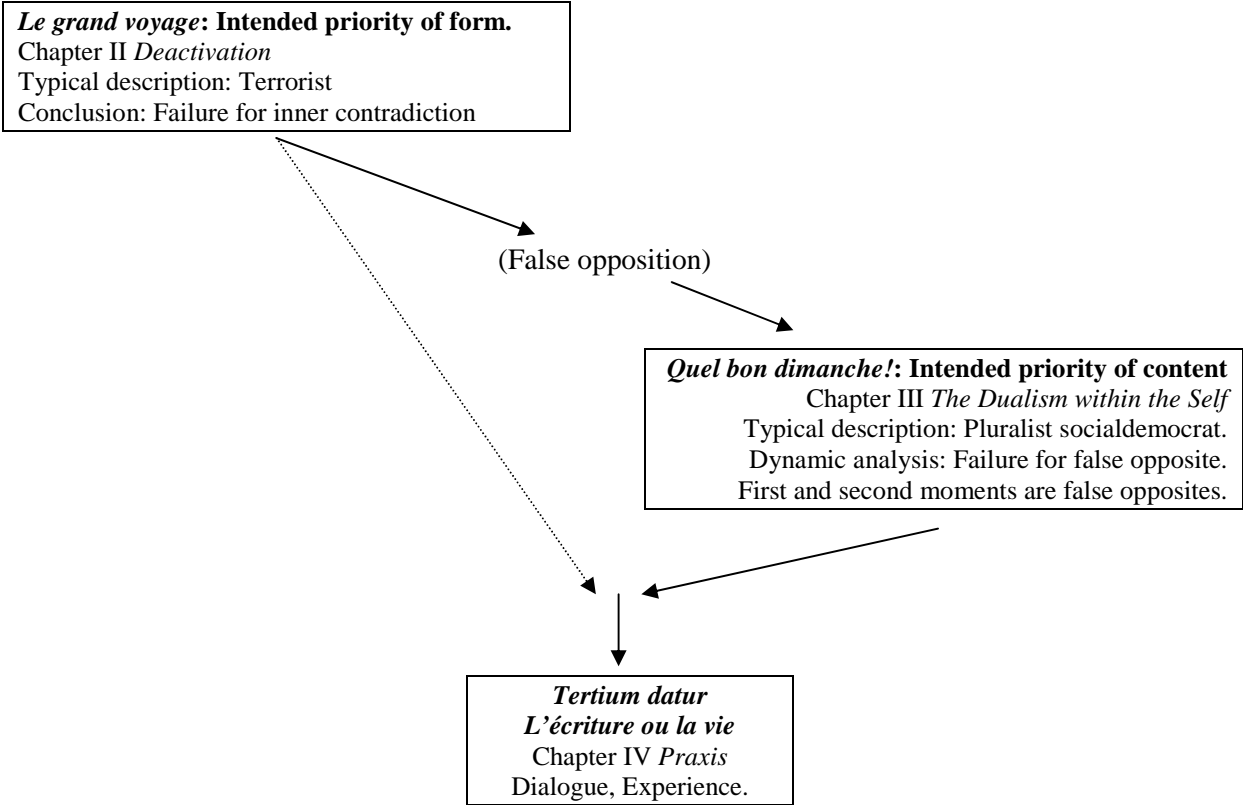 Le grand voyage: Intended priority of form.
Chapter II Deactivation
Typical description: Terrorist
Conclusion: Failure for inner contradiction
(False opposition)
Quel bon dimanche!: Intended priority of content
Chapter III The Dualism within the Self
Typical description: Pluralist socialdemocrat.
Dynamic analysis: Failure for false opposite.
First and second moments are false opposites.
Tertium datur
L’écriture ou la vie
Chapter IV Praxis
Dialogue, Experience.